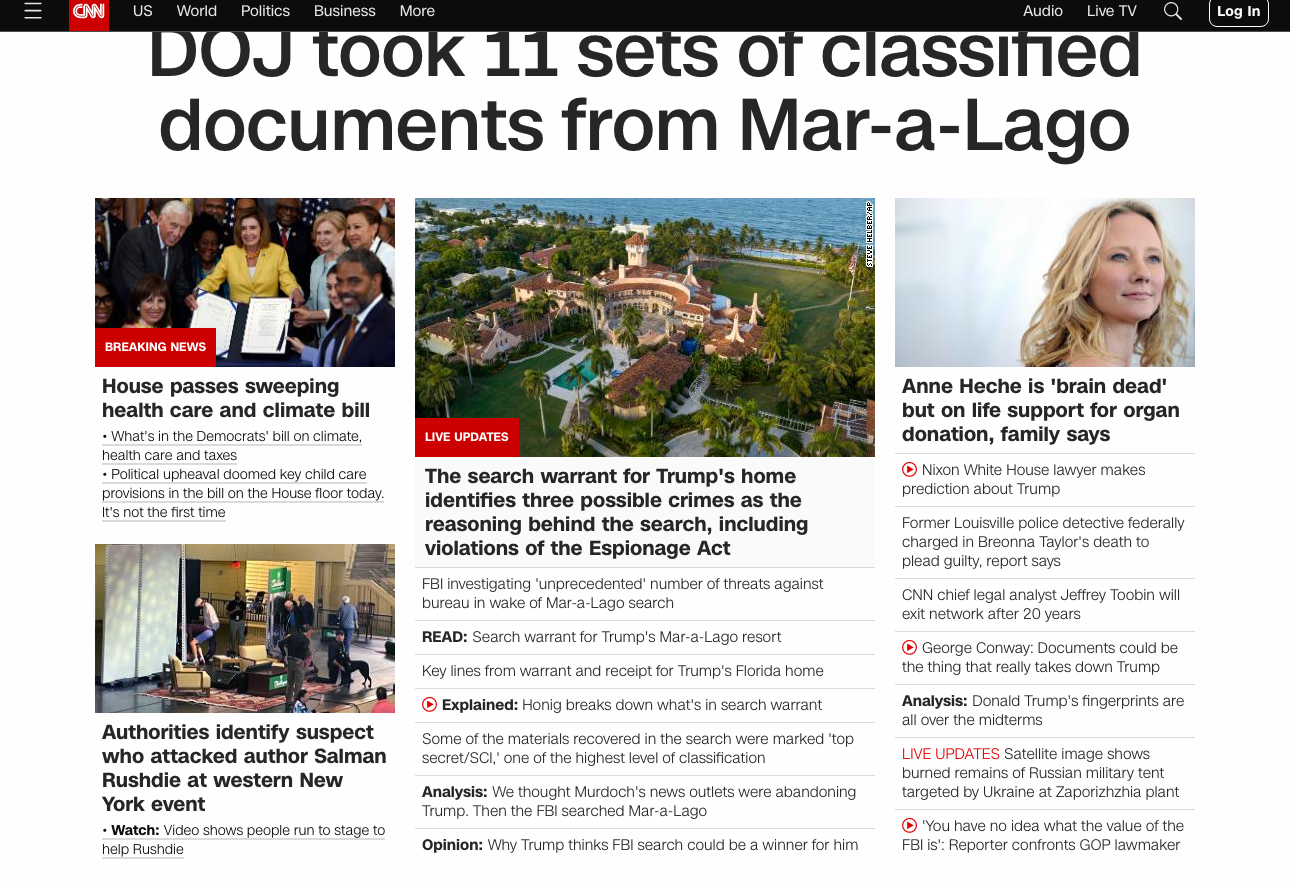 CNN
US
World
Politics
Business
More
Audio
Live TV
Log In
DOJ took 11 sets of classified
documents from Mar-a-Lago
BREAKING NEWS
House passes sweeping
health care and climate bill
• What's in the Democrats' bill on climate,
health care and taxes
• Political upheaval doomed key child care
provisions in the bill on the House floor today.
It's not the first time
Authorities identify suspect
who attacked author Salman
Rushdie at western New
York event
• Watch: Video shows people run to stage to
help Rushdie
STEVE HELBER/AP
LIVE UPDATES
The search warrant for Trump's home
identifies three possible crimes as the
reasoning behind the search, including
violations of the Espionage Act
FBI investigating 'unprecedented' number of threats against
bureau in wake of Mar-a-Lago search
READ: Search warrant for Trump's Mar-a-Lago resort
Key lines from warrant and receipt for Trump's Florida home
Explained: Honig breaks down what's in search warrant
Some of the materials recovered in the search were marked 'top
secret/SCI,' one of the highest level of classification
Analysis: We thought Murdoch's news outlets were abandoning
Trump. Then the FBI searched Mar-a-Lago
Opinion: Why Trump thinks FBI search could be a winner for him
Anne Heche is 'brain dead'
but on life support for organ
donation, family says
Nixon White House lawyer makes
prediction about Trump
Former Louisville police detective federally
charged in Breonna Taylor's death to
plead guilty, report says
CNN chief legal analyst Jeffrey Toobin will
exit network after 20 years
George Conway: Documents could be
the thing that really takes down Trump
Analysis: Donald Trump's fingerprints are
all over the midterms
LIVE UPDATES Satellite image shows
burned remains of Russian military tent
targeted by Ukraine at Zaporizhzhia plant
'You have no idea what the value of the
FBI is': Reporter confronts GOP lawmaker